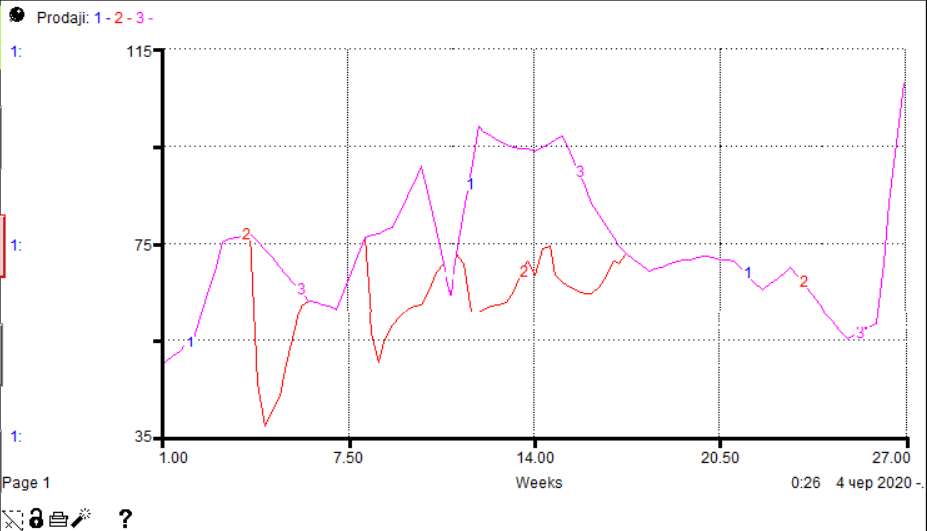 Prodaji: 1 - 2 - 3 -
1:
115
1:
75
1:
35
1.00 7.50 14.00 20.50 27.00
Page 1 Weeks 0:26 4 чер 2020 -.
1 2 3 1 2 3 1 2 3
?